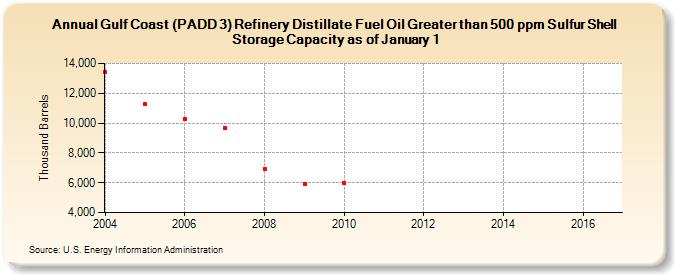 Annual Gulf Coast (PADD 3) Refinery Distillate Fuel Oil Greater than 500 ppm Sulfur Shell
Storage Capacity as of January 1
Thousand Barrels
14,000
12,000
10,000
8,000
6,000
4,000
2004 2006 2008 2010 2012 2014 2016
Source: U.S. Energy Information Administration